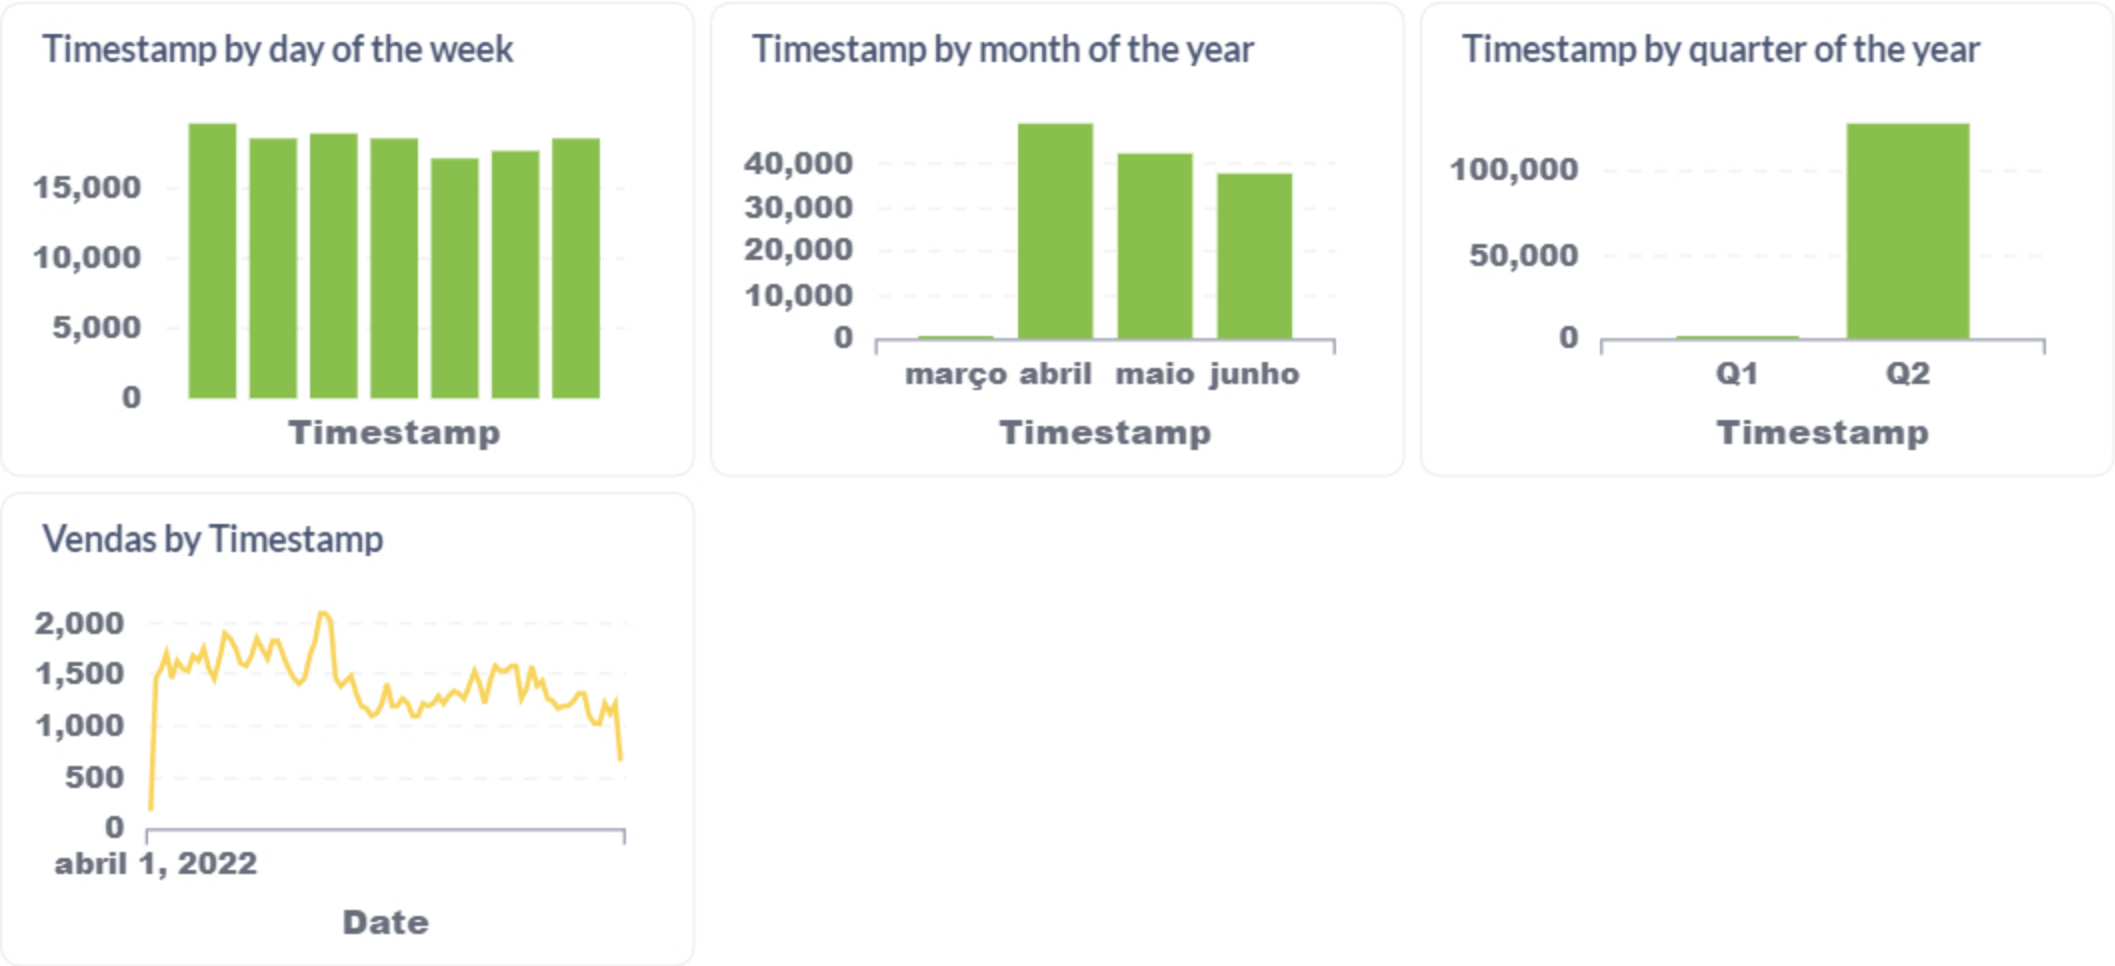 Timestamp by day of the week
15,000
10,000
5,000
0
Timestamp
Timestamp by month of the year
40,000
30,000
20,000
10,000
0
março abril maio junho
Timestamp
Timestamp by quarter of the year
100,000
50,000
0
Q1 Q2
Timestamp
Vendas by Timestamp
2,000
1,500
1,000
500
0
abril 1, 2022
Date